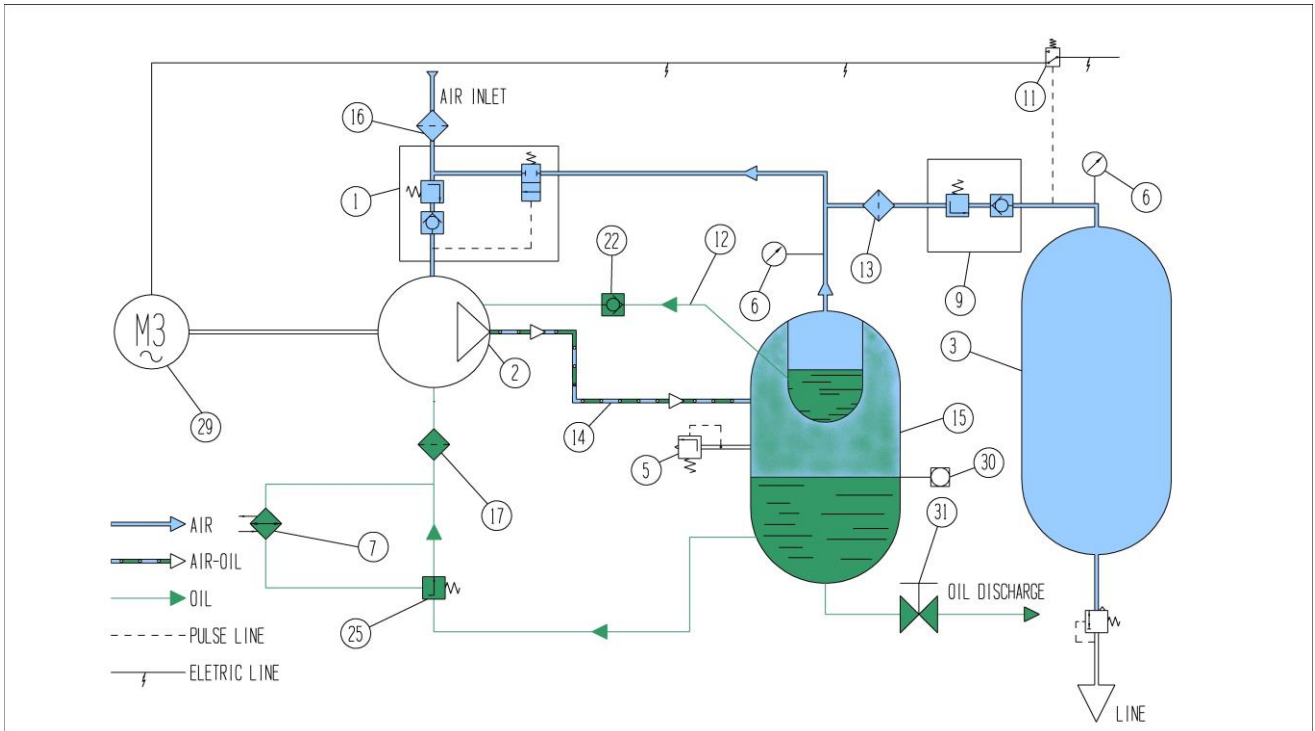 AIR INLET
16
11
1
6
22
12
6
13
9
M3
~
2
3
29
14
15
5
30
17
31
7
AIR
AIR-OIL
OIL
PULSE LINE
ELETRIC LINE
25
OIL DISCHARGE
LINE